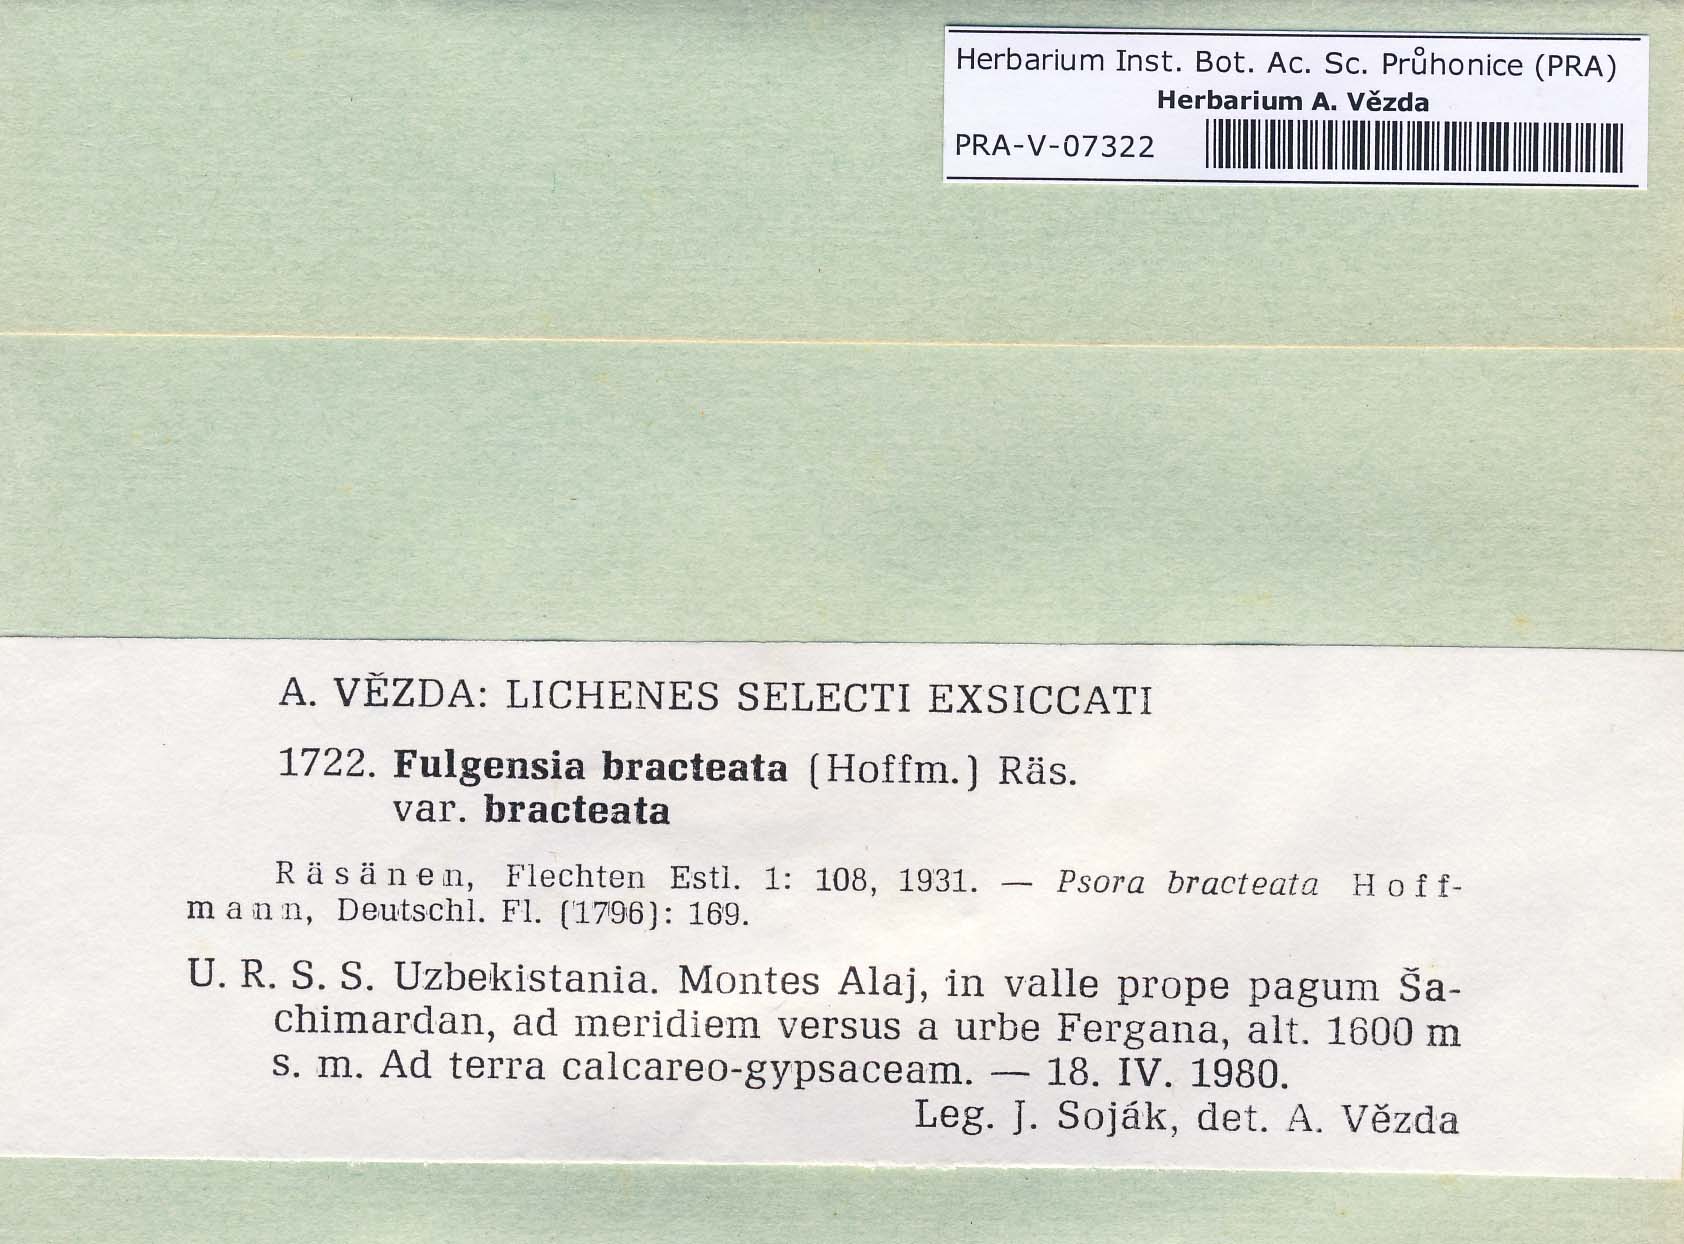 Herbarium Inst. Bot. Ac. Sc. Průhonice (PRA)
Herbarium A. Vězda
PRA-V-07322
A. VĚZDA: LICHENES SELECTI EXSICCATI
1722. Fulgensia bracteata (Hoffm.) Räs.
var. bracteata
Räsänen, Flechten Estl. 1: 108, 1931. — Psora bracteata Hoff-
mann, Deutschl. Fl. (1796): 169.
U. R. S. S. Uzbekistania. Montes Alaj, in valle prope pagum Ša-
chimardan, ad meridiem versus a urbe Fergana, alt. 1600 m
s. m. Ad terra calcareo-gypsaceam. — 18. IV. 1980.
Leg. J. Soják, det. A. Vězda